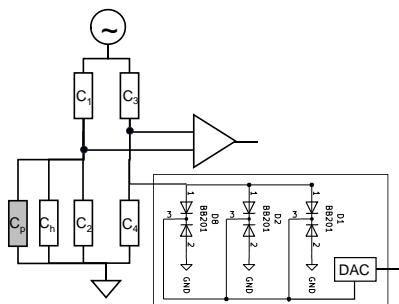 ~
C1 C3
Cp Ch C2 C4
1 1 1
3 3 3
D8 BB201 D2 BB201 D1 BB201
2 2 2
GND GND GND
DAC